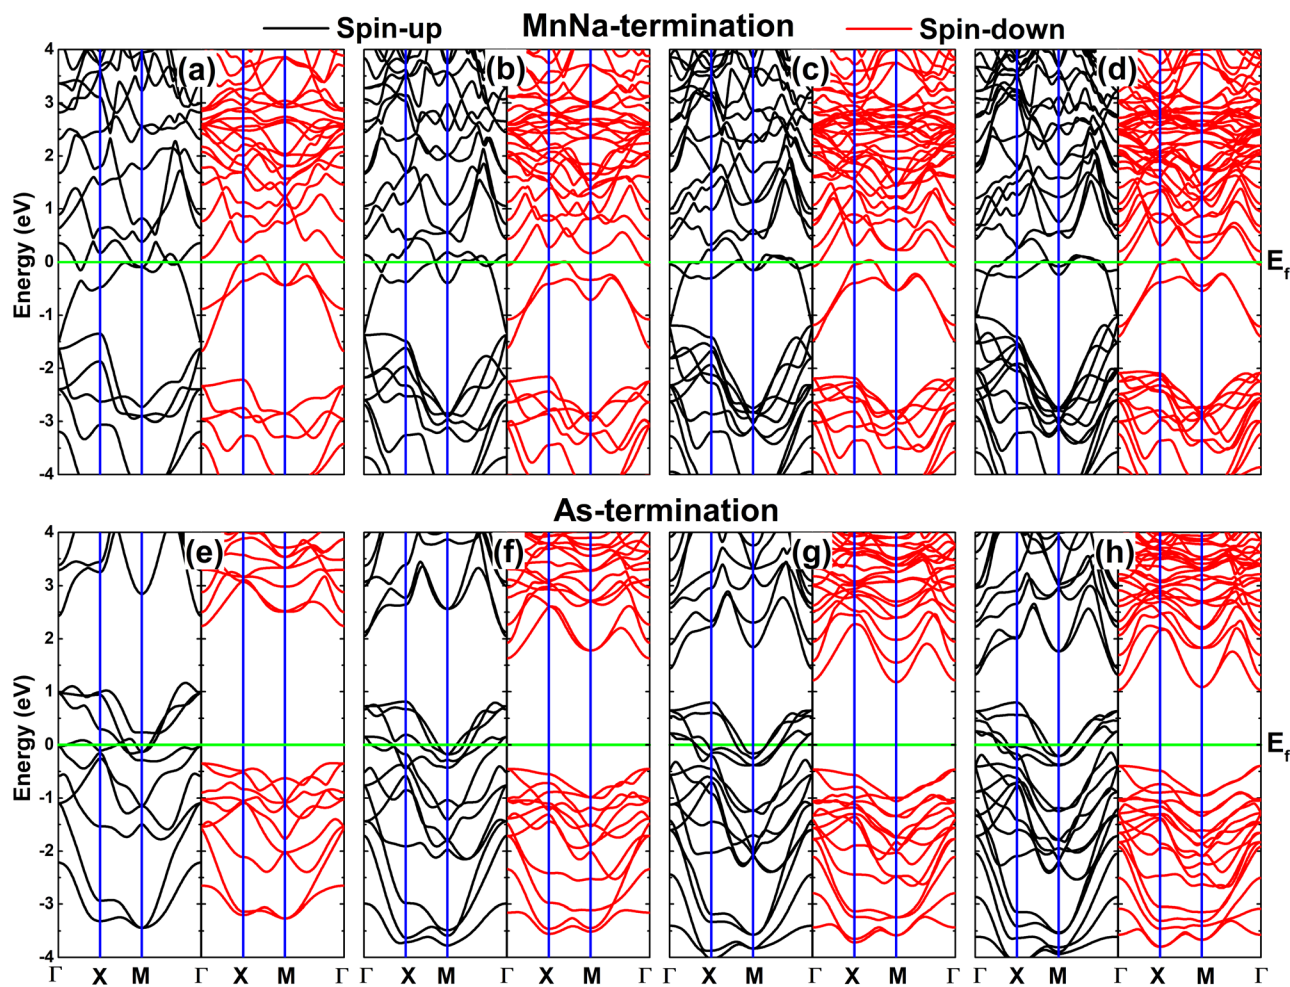 Spin-up MnNa-termination Spin-down
(a) (b) (c) (d)
4
3
2
1
0
-1
-2
-3
-4
Energy (eV)
E_f
As-termination
(e) (f) (g) (h)
4
3
2
1
0
-1
-2
-3
-4
Energy (eV)
E_f
Γ X M Γ X M Γ Γ X M Γ X M Γ Γ X M Γ X M Γ Γ X M Γ X M Γ